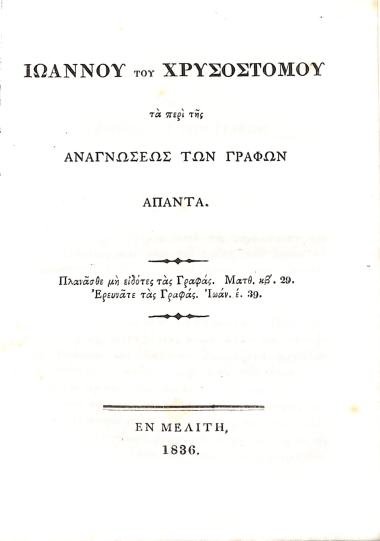 ΙΩΑΝΝΟΥ ΤΟΥ ΧΡΥΣΟΣΤΟΜΟΥ
τὰ περὶ τῆς
ΑΝΑΓΝΩΣΕΩΣ ΤΩΝ ΓΡΑΦΩΝ
ΑΠΑΝΤΑ.
Πλανᾶσθε μὴ εἰδότες τὰς Γραφάς. Ματθ. κβ΄. 29.
Ἐρευνᾶτε τὰς Γραφάς. Ἰωάν. έ. 39.
ΕΝ ΜΕΛΙΤΗ,
1836.